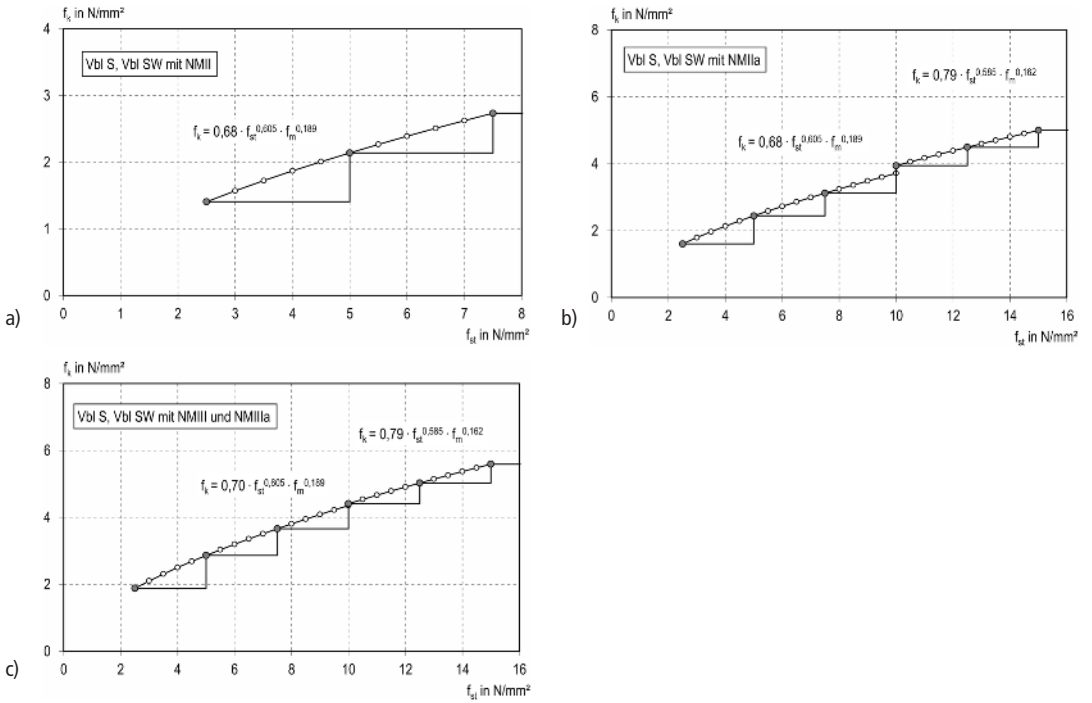 f_k in N/mm²
4
3
2
1
0
Vbl S, Vbl SW mit NMII
f_k = 0,68 · f_st^0,605 · f_m^0,189
0 1 2 3 4 5 6 7 8
f_st in N/mm²
a)
f_k in N/mm²
8
6
4
2
0
Vbl S, Vbl SW mit NMIIa
f_k = 0,79 · f_st^0,585 · f_m^0,162
f_k = 0,68 · f_st^0,605 · f_m^0,189
0 2 4 6 8 10 12 14 16
f_st in N/mm²
b)
f_k in N/mm²
8
6
4
2
0
Vbl S, Vbl SW mit NMIII und NMIIIa
f_k = 0,79 · f_st^0,585 · f_m^0,162
f_k = 0,70 · f_st^0,605 · f_m^0,189
0 2 4 6 8 10 12 14 16
f_st in N/mm²
c)